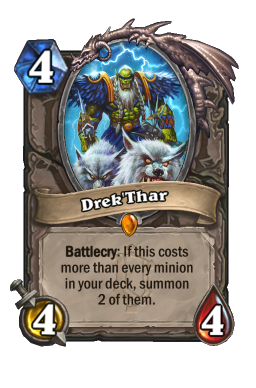 4
Drek'Thar
Battlecry: If this costs
more than every minion
in your deck, summon
2 of them.
4
4